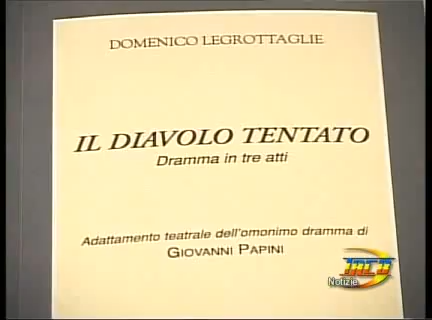 DOMENICO LEGROTTAGLIE
IL DIAVOLO TENTATO
Dramma in tre atti
Adattamento teatrale dell'omonimo dramma di
GIOVANNI PAPINI
Notizie